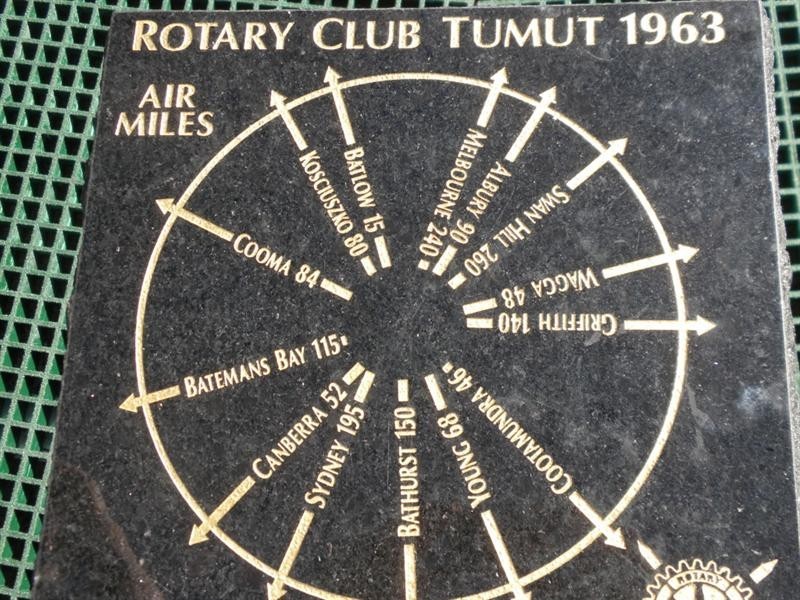 ROTARY CLUB TUMUT 1963
AIR
MILES
BATLOW 15
KOSCIUSZKO 80
COOMA 84
BATEMANS BAY 115
CANBERRA 52
SYDNEY 195
BATHURST 150
YOUNG 68
COOTAMUNDRA 46
GRIFFITH 140
WAGGA 48
SWAN HILL 260
ALBURY 90
MELBOURNE 240
ROTARY